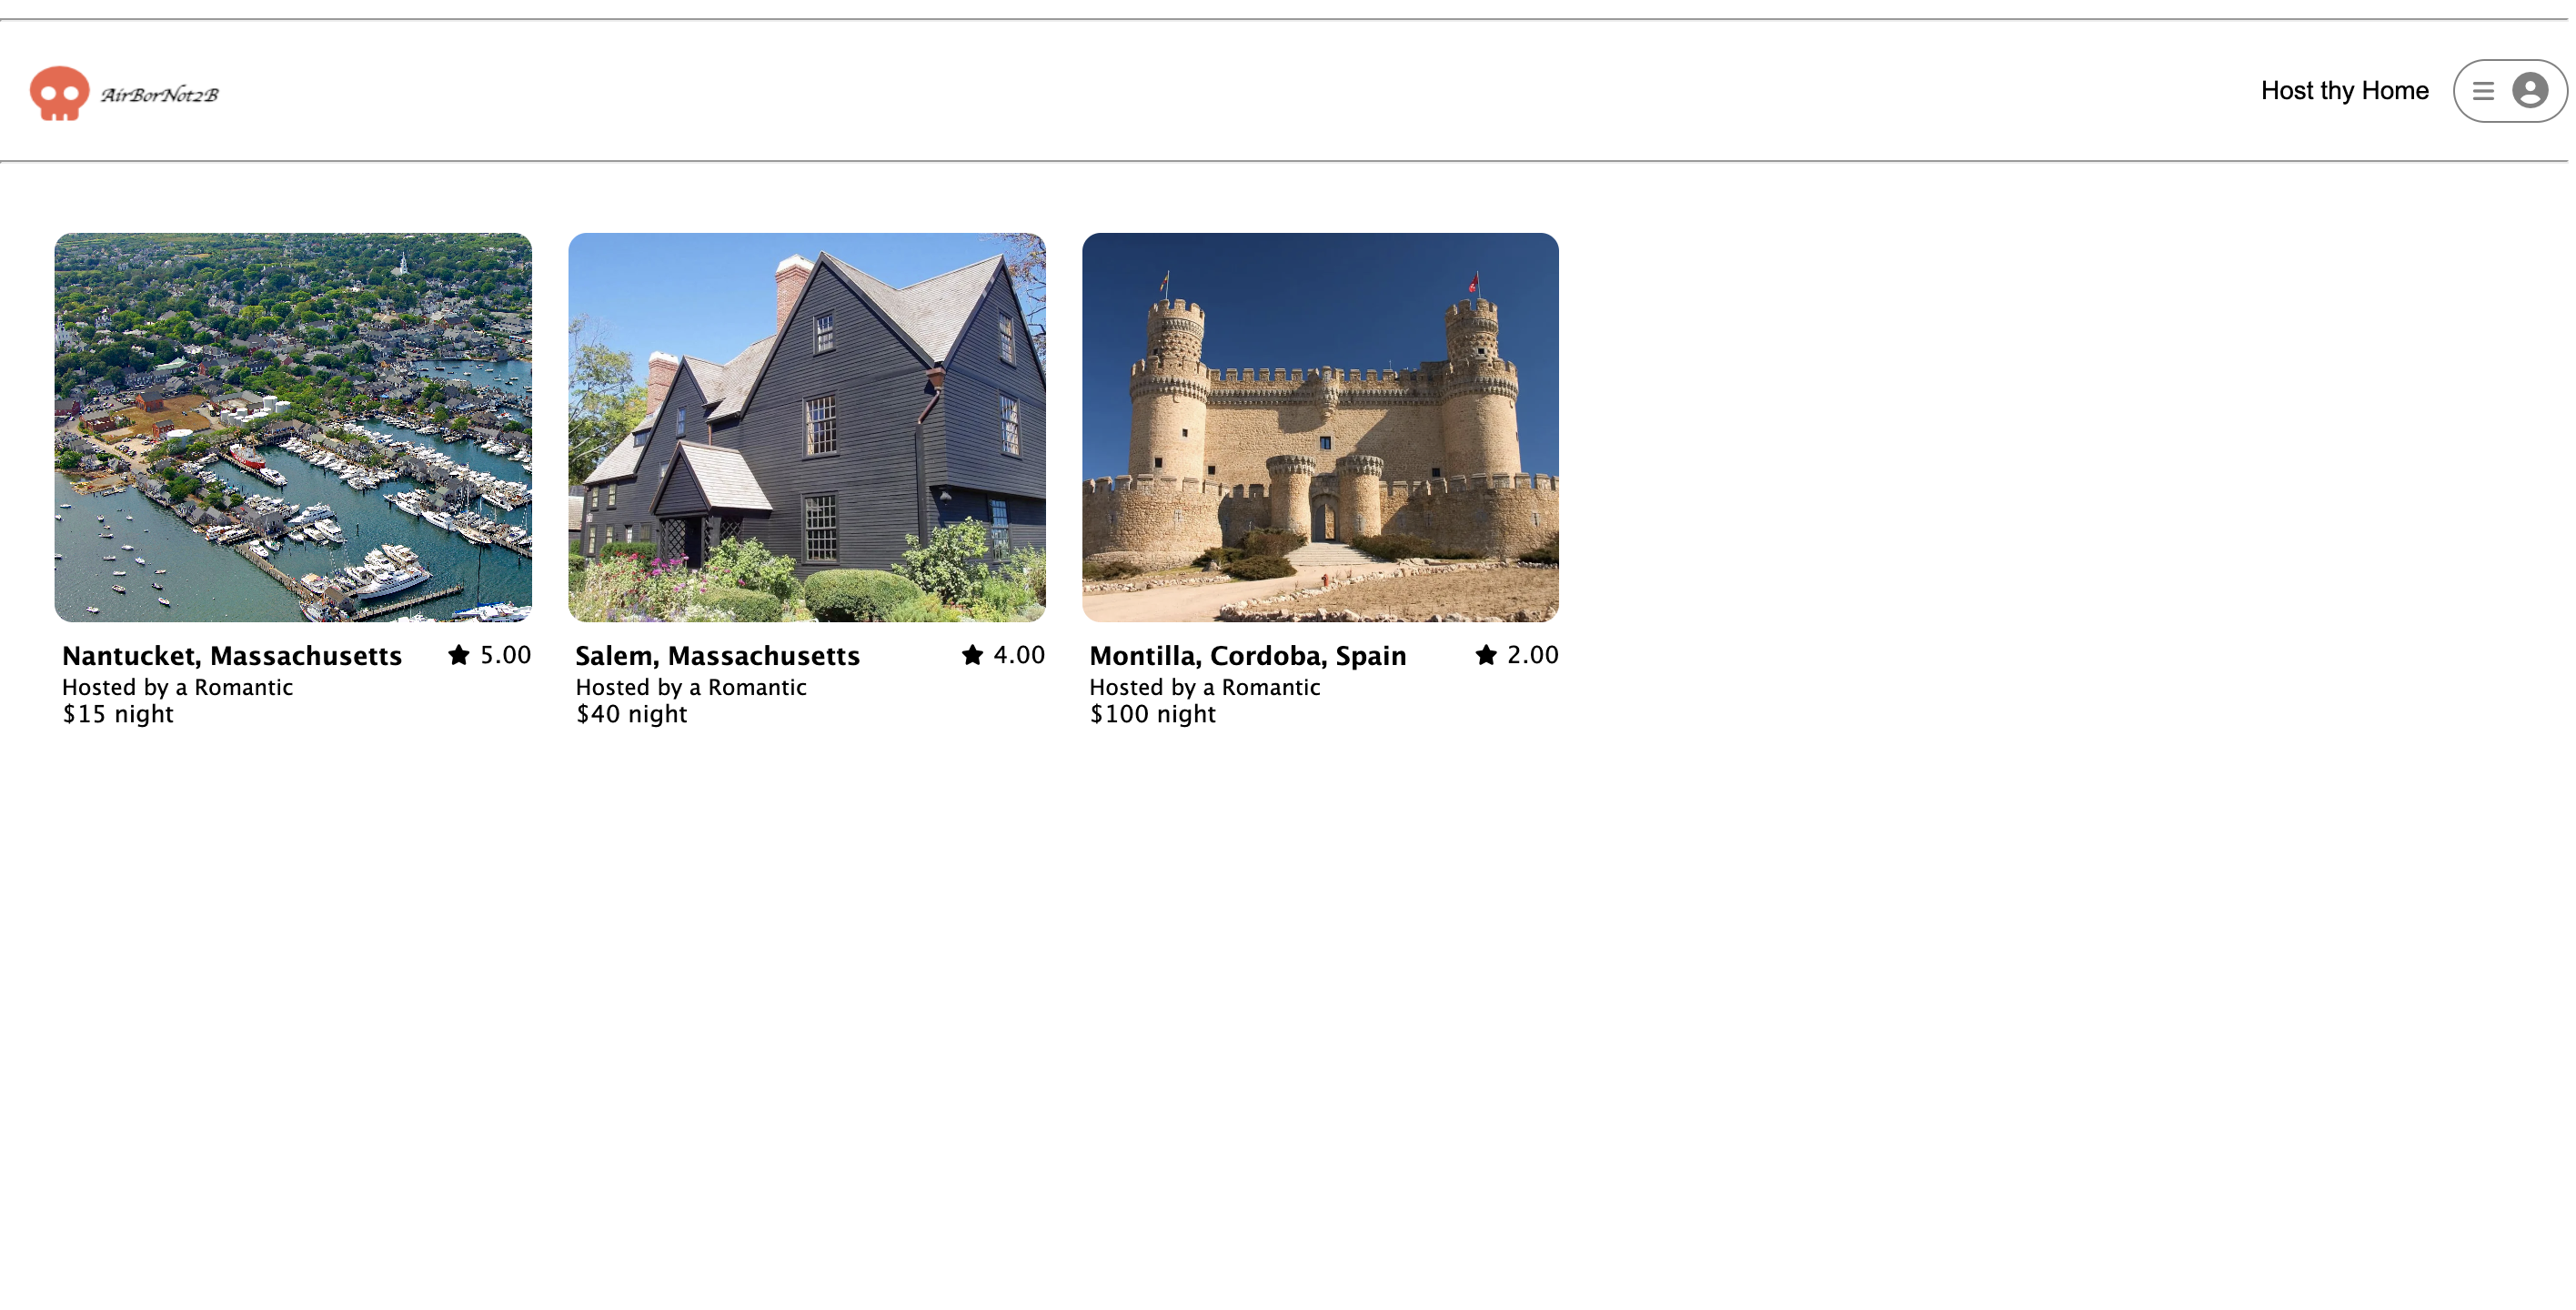 AirBorNot2B
Host thy Home
Nantucket, Massachusetts ★ 5.00
Hosted by a Romantic
$15 night
Salem, Massachusetts ★ 4.00
Hosted by a Romantic
$40 night
Montilla, Cordoba, Spain ★ 2.00
Hosted by a Romantic
$100 night